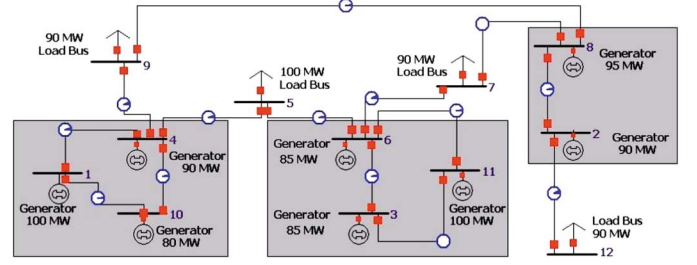 90 MW
Load Bus
9
100 MW
Load Bus
5
90 MW
Load Bus
7
8
Generator
95 MW
2
Generator
90 MW
4
Generator
90 MW
1
Generator
100 MW
10
Generator
80 MW
Generator
85 MW
6
11
Generator
100 MW
Generator
85 MW
3
Load Bus
90 MW
12